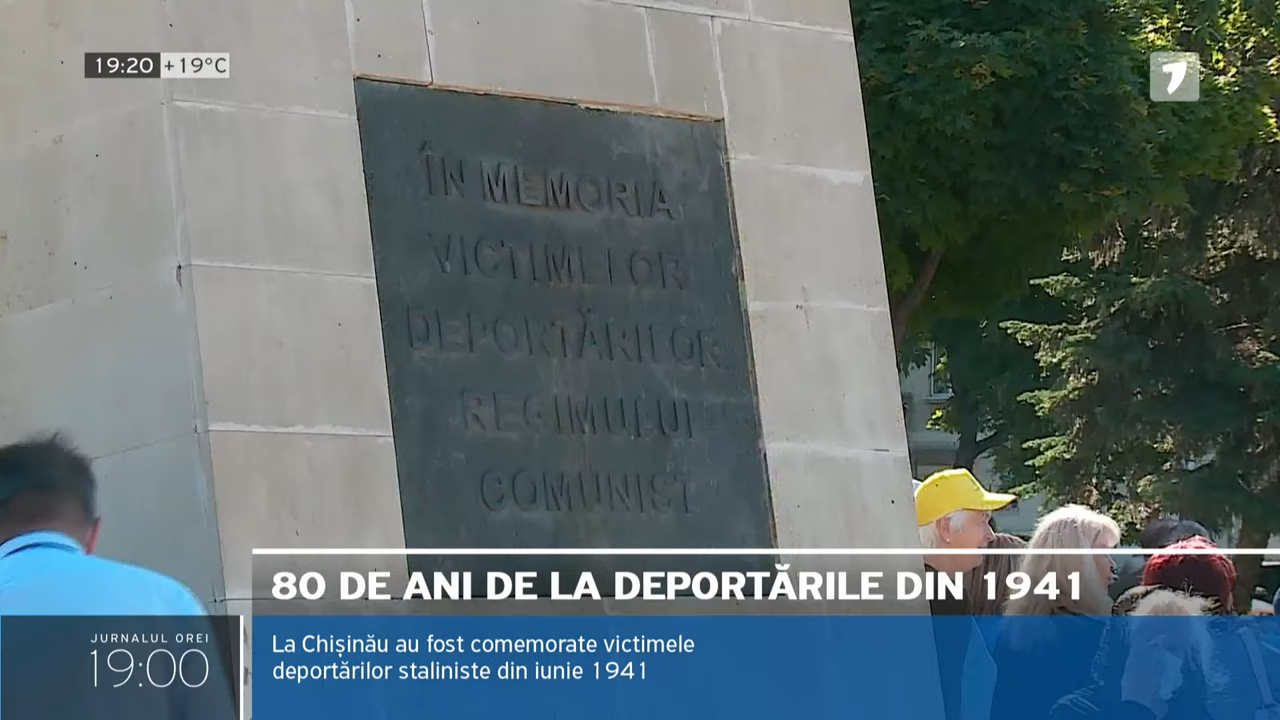 19:20 +19°C
7
ÎN MEMORIA
VICTIMELOR
DEPORTĂRILOR
REGIMULUI
COMUNIST
80 DE ANI DE LA DEPORTĂRILE DIN 1941
JURNALUL OREI
19:00
La Chișinău au fost comemorate victimele
deportărilor staliniste din iunie 1941